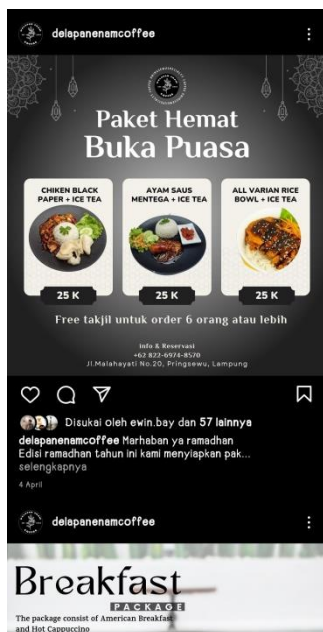 delapanenamcoffee
Paket Hemat
Buka Puasa
CHIKEN BLACK
PAPER + ICE TEA
25 K
AYAM SAUS
MENTEGA + ICE TEA
25 K
ALL VARIAN RICE
BOWL + ICE TEA
25 K
Free takjil untuk order 6 orang atau lebih
Info & Reservasi
+62 822-6974-8570
Jl.Malahayati No.20, Pringsewu, Lampung
Disukai oleh ewin.bay dan 57 lainnya
delapanenamcoffee Marhaban ya ramadhan
Edisi ramadhan tahun ini kami menyiapkan pak...
selengkapnya
4 April
delapanenamcoffee
Breakfast
PACKAGE
The package consist of American Breakfast
and Hot Cappuccino